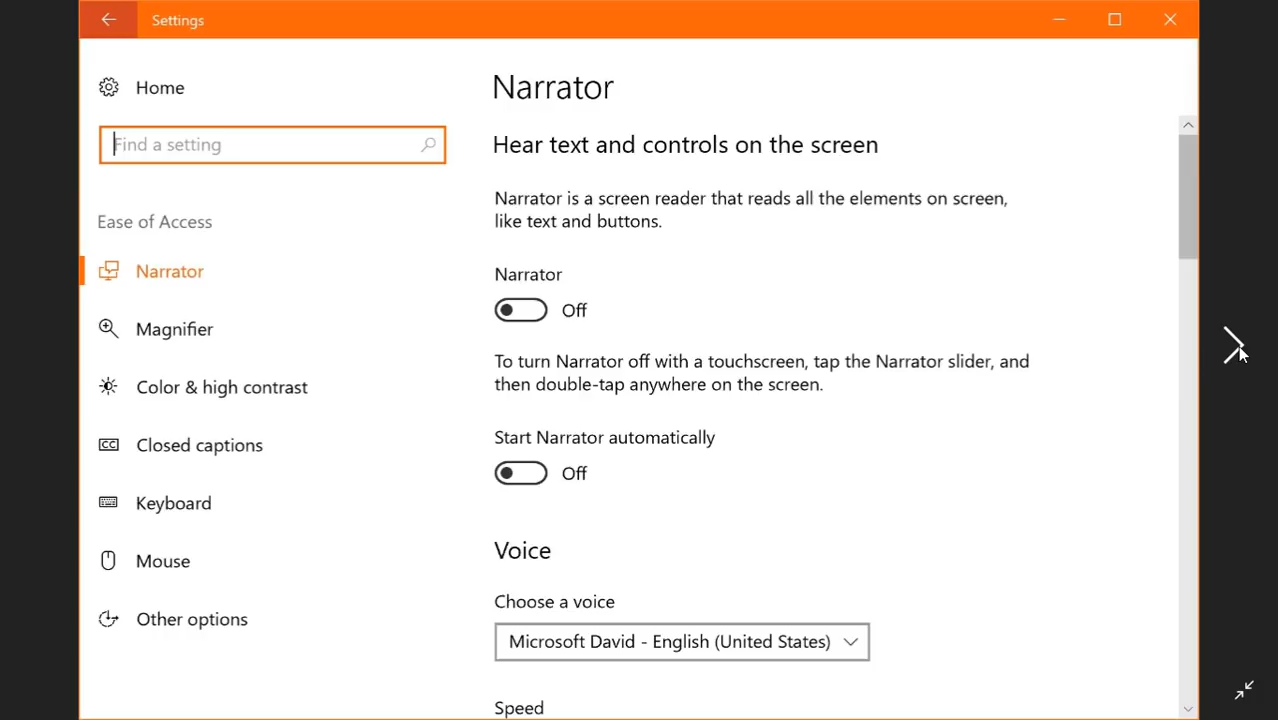 Settings
Home
Find a setting
Ease of Access
Narrator
Magnifier
Color & high contrast
Closed captions
Keyboard
Mouse
Other options
Narrator
Hear text and controls on the screen
Narrator is a screen reader that reads all the elements on screen,
like text and buttons.
Narrator
Off
To turn Narrator off with a touchscreen, tap the Narrator slider, and
then double-tap anywhere on the screen.
Start Narrator automatically
Off
Voice
Choose a voice
Microsoft David - English (United States)
Speed